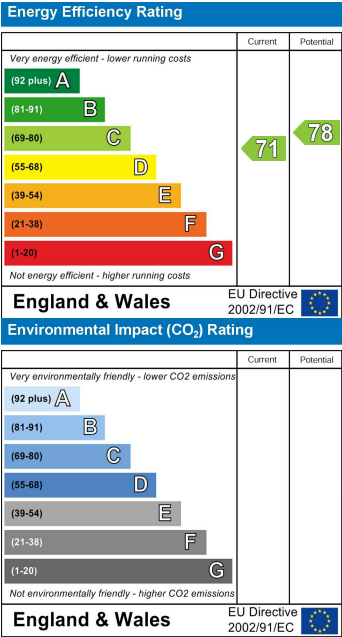 Energy Efficiency Rating
Current Potential
Very energy efficient - lower running costs
(92 plus) A
(81-91) B
(69-80) C
(55-68) D
(39-54) E
(21-38) F
(1-20) G
71 78
Not energy efficient - higher running costs
England & Wales EU Directive 2002/91/EC
Environmental Impact (CO₂) Rating
Current Potential
Very environmentally friendly - lower CO2 emissions
(92 plus) A
(81-91) B
(69-80) C
(55-68) D
(39-54) E
(21-38) F
(1-20) G
Not environmentally friendly - higher CO2 emissions
England & Wales EU Directive 2002/91/EC